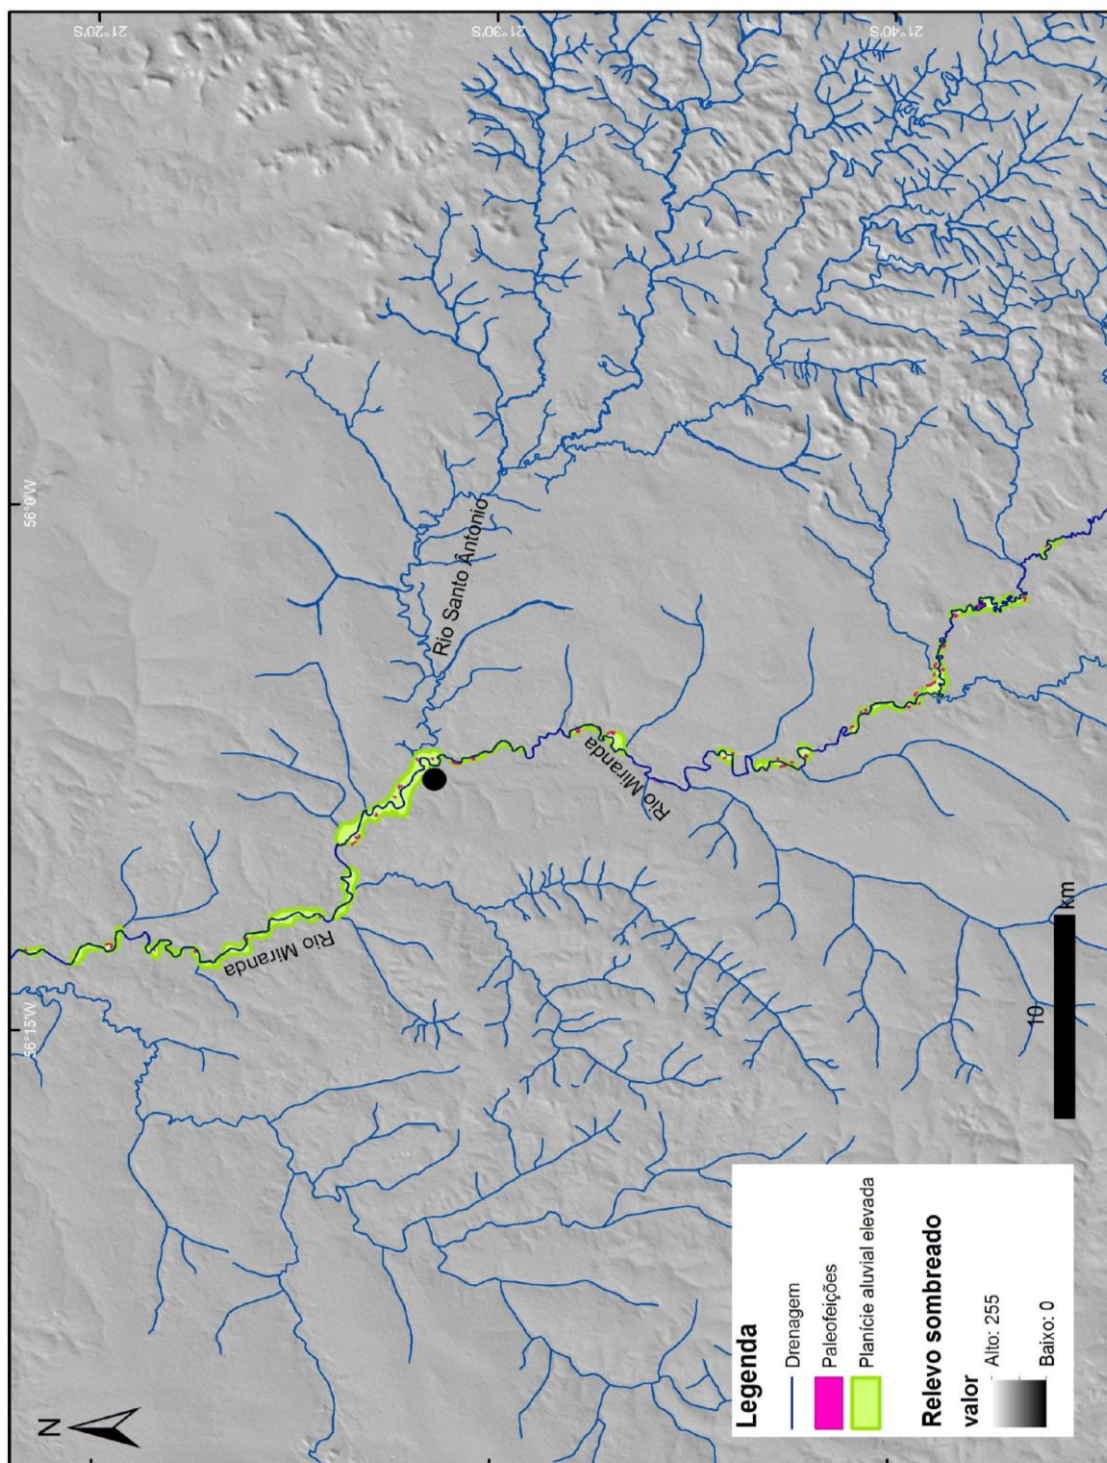 N
56°15'W
56°0'W
21°20'S
21°30'S
21°40'S
Rio Miranda
Rio Santo Ântonio
Rio Miranda
Legenda
Drenagem
Paleofeições
Planície aluvial elevada
Relevo sombreado
valor
Alto: 255
Baixo: 0
10
km